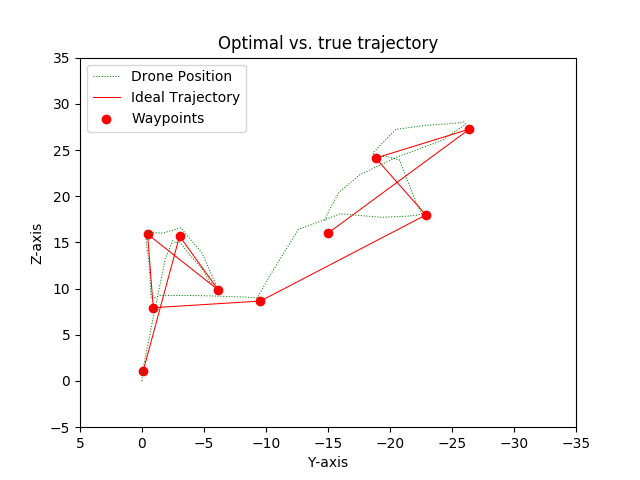 Optimal vs. true trajectory
Drone Position
Ideal Trajectory
Waypoints
35
30
25
20
15
10
5
0
−5
Z-axis
5 0 −5 −10 −15 −20 −25 −30 −35
Y-axis